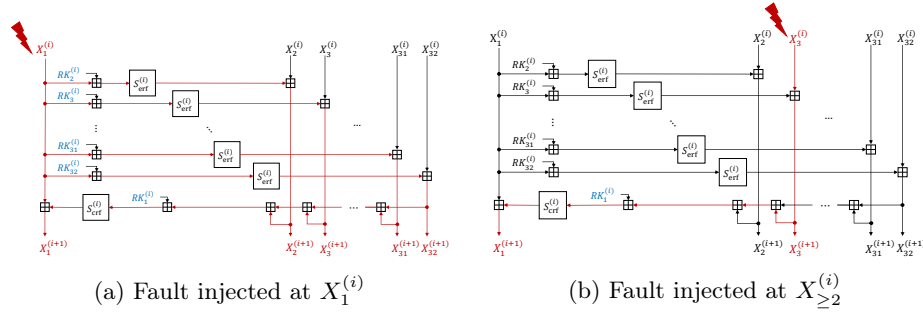 X_1^{(i)} X_2^{(i)} X_3^{(i)} X_{31}^{(i)} X_{32}^{(i)}
RK_2^{(i)} S_{erf}^{(i)}
RK_3^{(i)} S_{erf}^{(i)}
⋮ ⋱ ...
RK_{31}^{(i)} S_{erf}^{(i)}
RK_{32}^{(i)} S_{erf}^{(i)}
S_{crf}^{(i)} RK_1^{(i)} ...
X_1^{(i+1)} X_2^{(i+1)} X_3^{(i+1)} X_{31}^{(i+1)} X_{32}^{(i+1)}
(a) Fault injected at X_1^{(i)}
X_1^{(i)} X_2^{(i)} X_3^{(i)} X_{31}^{(i)} X_{32}^{(i)}
RK_2^{(i)} S_{erf}^{(i)}
RK_3^{(i)} S_{erf}^{(i)}
⋮ ⋱ ...
RK_{31}^{(i)} S_{erf}^{(i)}
RK_{32}^{(i)} S_{erf}^{(i)}
S_{crf}^{(i)} RK_1^{(i)} ...
X_1^{(i+1)} X_2^{(i+1)} X_3^{(i+1)} X_{31}^{(i+1)} X_{32}^{(i+1)}
(b) Fault injected at X_{≥2}^{(i)}